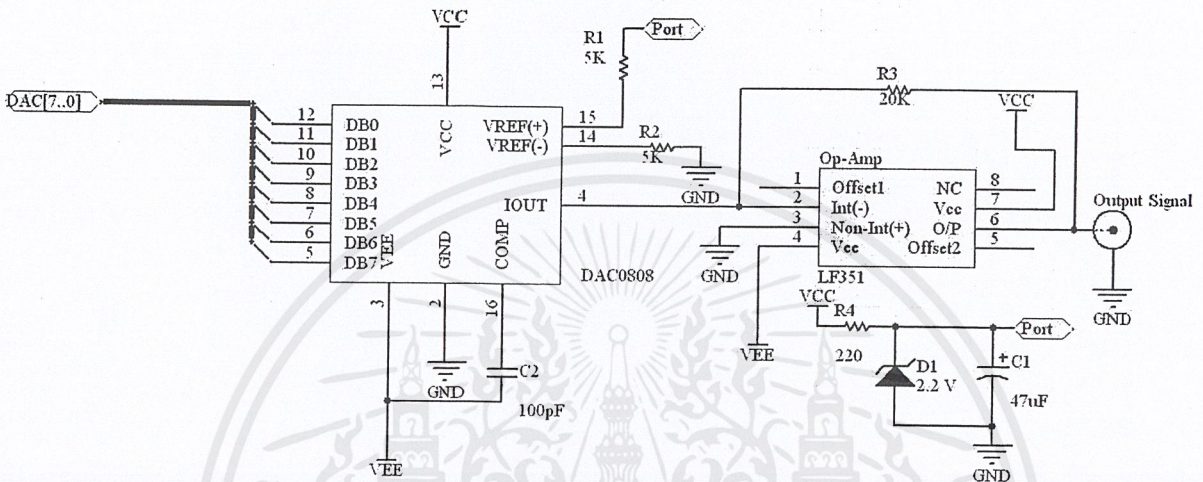 VCC
R1
5K
Port
DAC[7..0]
13
12
11
10
9
8
7
6
5
DB0
DB1
DB2
DB3
DB4
DB5
DB6
DB7
VCC
VREF(+)
VREF(-)
IOUT
VEE
GND
COMP
15
14
4
R2
5K
GND
3
2
16
DAC0808
GND
C2
100pF
VEE
R3
20K
VCC
Op-Amp
1
2
3
4
Offset1
Int(-)
Non-Int(+)
Vee
NC
Vcc
O/P
Offset2
8
7
6
5
LF351
GND
VEE
Output Signal
GND
VCC
R4
220
D1
2.2 V
+
C1
47uF
Port
GND